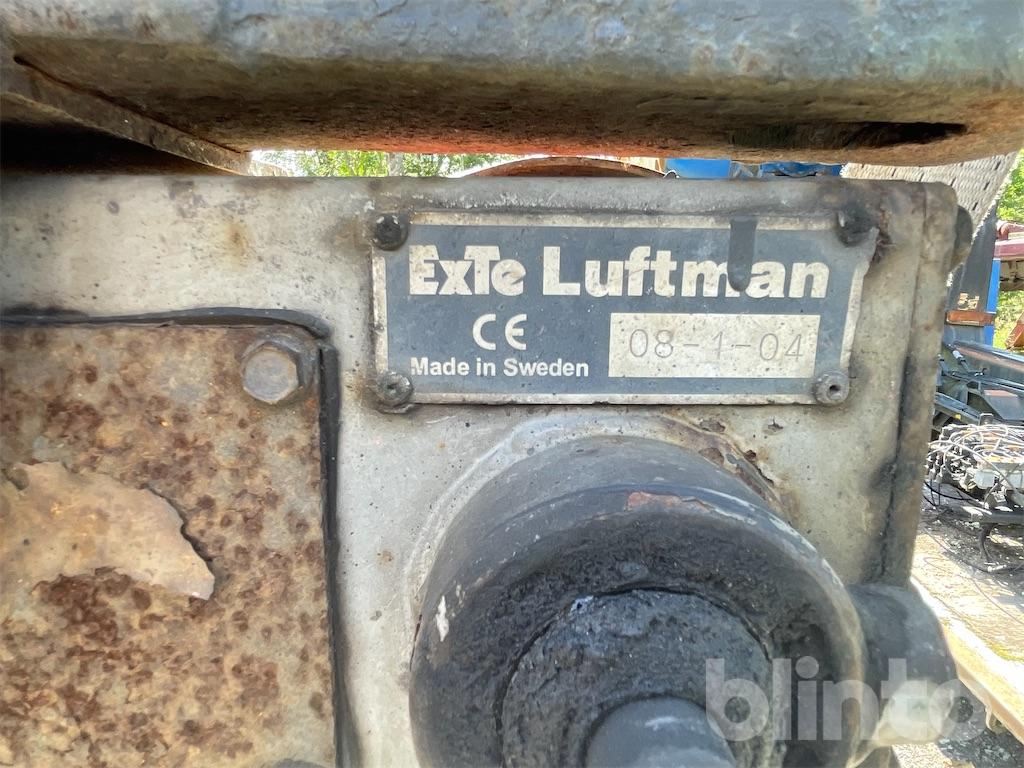 ExTe Luftman
CE
08-1-04
Made in Sweden
blinto